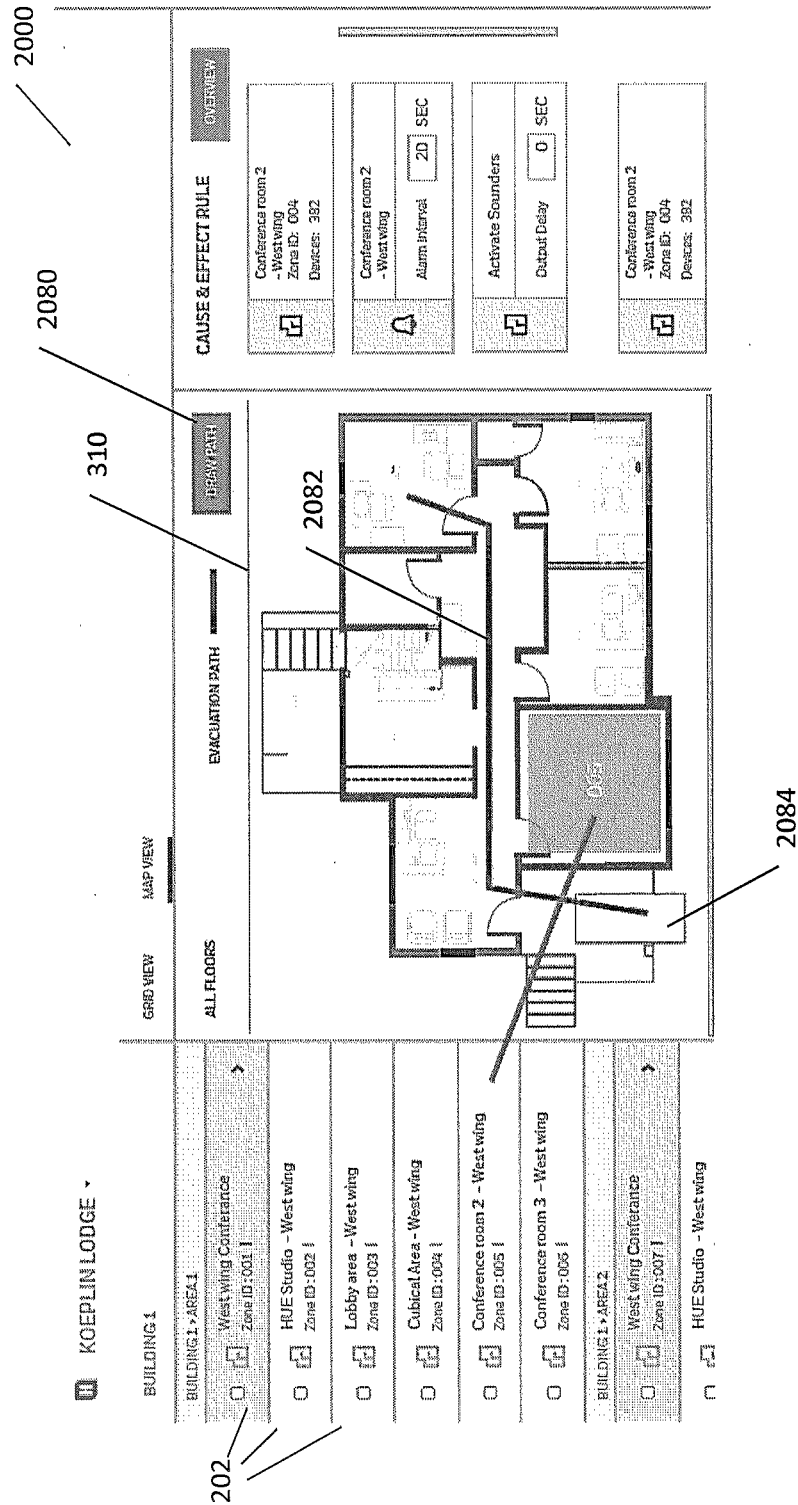 2000
KOEPLIN LODGE
BUILDING 1
GRID VIEW
MAP VIEW
BUILDING 1 ▸ AREA 1
West wing Conferance
Zone ID : 001 |
HUE Studio - West wing
Zone ID : 002 |
Lobby area - West wing
Zone ID : 003 |
Cubical Area - West wing
Zone ID : 004 |
Conference room 2 - West wing
Zone ID : 005 |
Conference room 3 - West wing
Zone ID : 006 |
BUILDING 1 ▸ AREA 2
West wing Conferance
Zone ID : 007 |
HUE Studio - West wing
202
ALL FLOORS
EVACUATION PATH
DRAW PATH
310
2080
2082
2084
005
CAUSE & EFFECT RULE
OVERVIEW
Conference room 2
- West wing
Zone ID: 004
Devices: 382
Conference room 2
- West wing
Alarm Interval 20 SEC
Activate Sounders
Output Delay 0 SEC
Conference room 2
- West wing
Zone ID: 004
Devices: 382